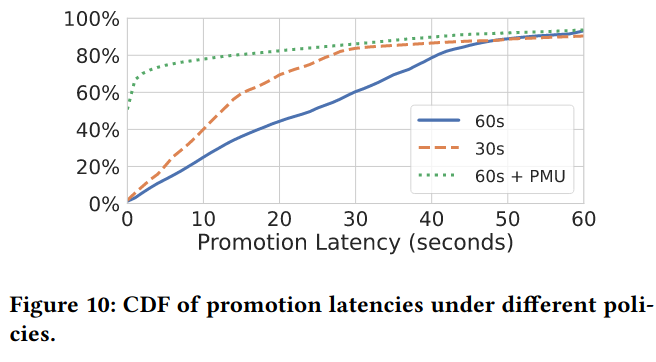 100%
80%
60%
40%
20%
0%
60s
30s
60s + PMU
0 10 20 30 40 50 60
Promotion Latency (seconds)
Figure 10: CDF of promotion latencies under different poli-
cies.